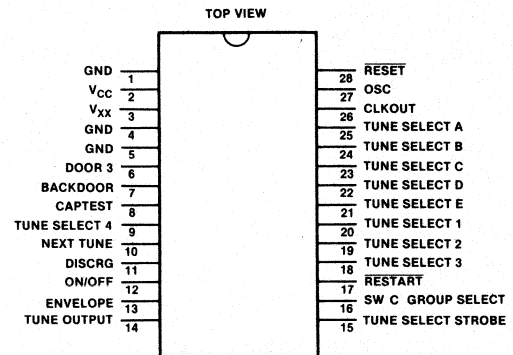 TOP VIEW
GND 1
VCC 2
VXX 3
GND 4
GND 5
DOOR 3 6
BACKDOOR 7
CAPTEST 8
TUNE SELECT 4 9
NEXT TUNE 10
DISCRG 11
ON/OFF 12
ENVELOPE 13
TUNE OUTPUT 14
28 RESET
27 OSC
26 CLKOUT
25 TUNE SELECT A
24 TUNE SELECT B
23 TUNE SELECT C
22 TUNE SELECT D
21 TUNE SELECT E
20 TUNE SELECT 1
19 TUNE SELECT 2
18 TUNE SELECT 3
17 RESTART
16 SW C GROUP SELECT
15 TUNE SELECT STROBE